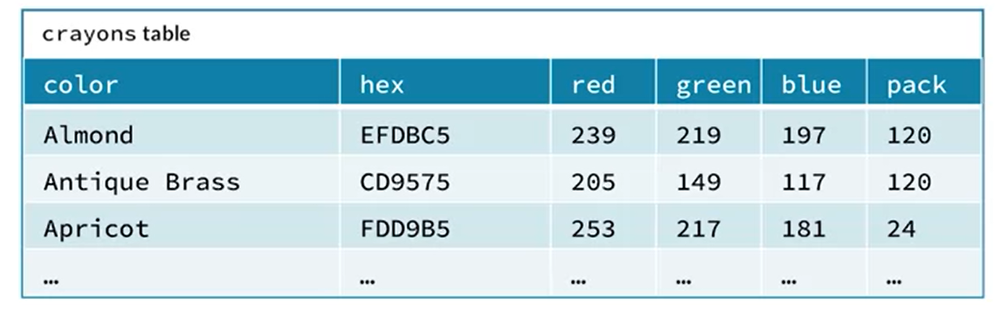 crayons table
color hex red green blue pack
Almond EFDBC5 239 219 197 120
Antique Brass CD9575 205 149 117 120
Apricot FDD9B5 253 217 181 24
… … … … … …